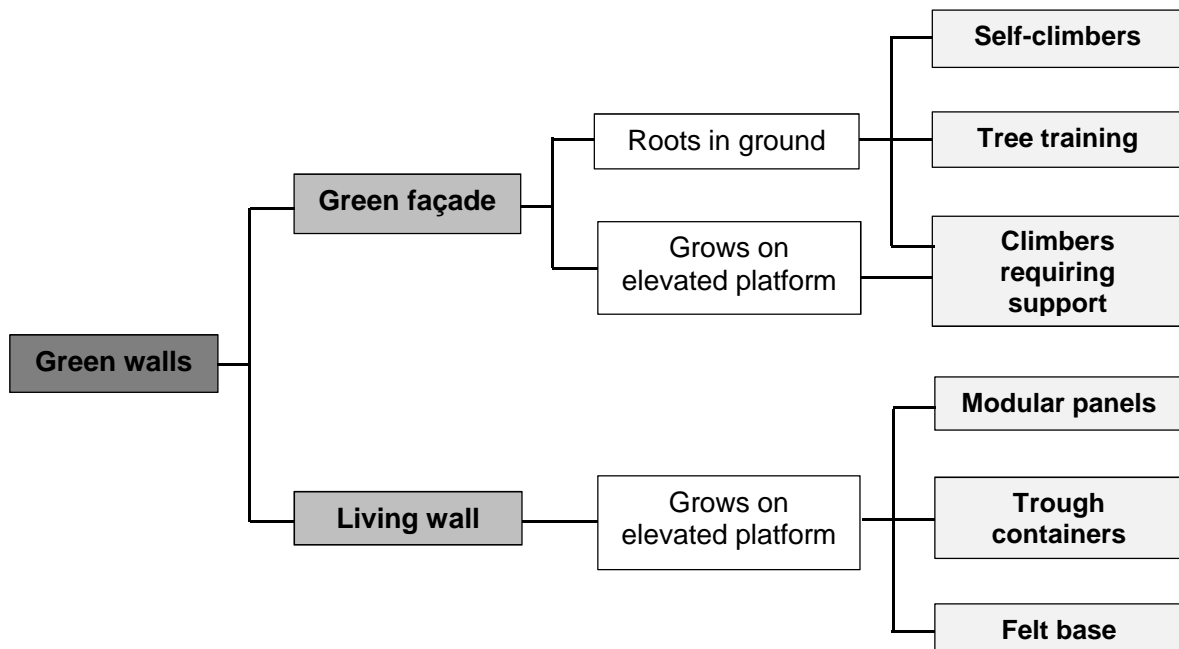 Self-climbers
Roots in ground
Tree training
Green façade
Grows on
elevated platform
Climbers
requiring
support
Green walls
Modular panels
Living wall
Grows on
elevated platform
Trough
containers
Felt base